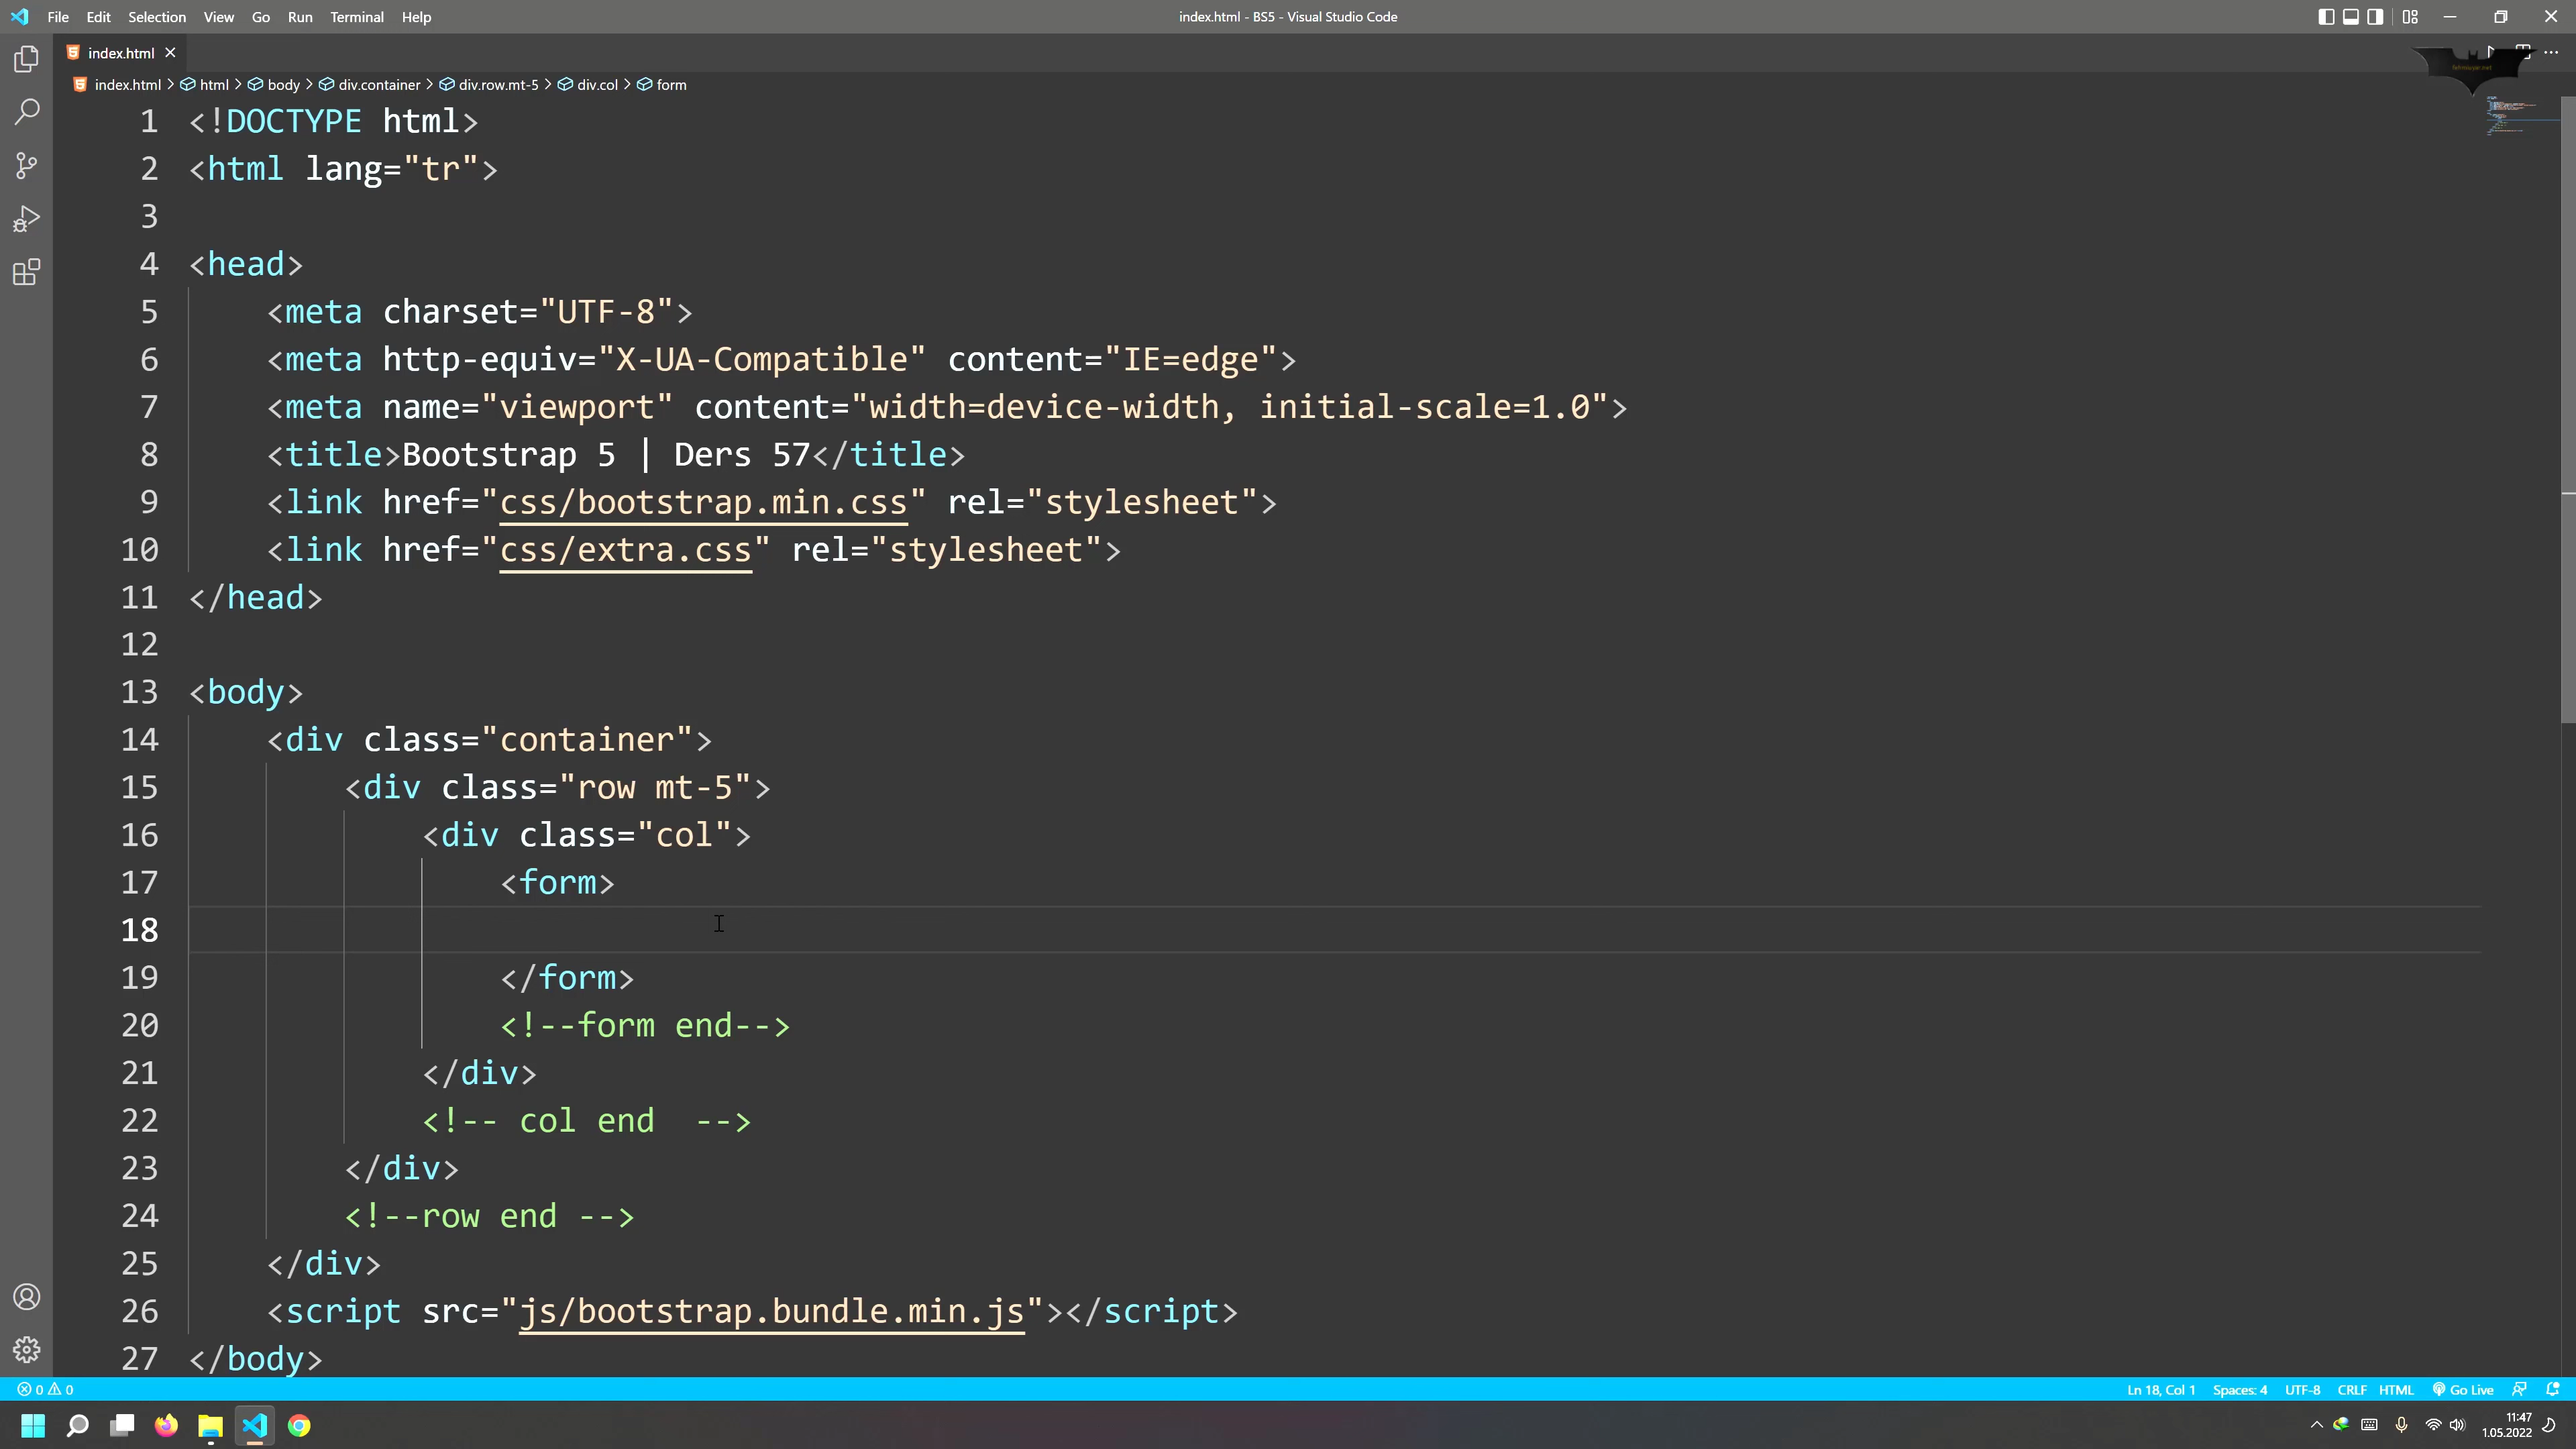 File Edit Selection View Go Run Terminal Help
index.html - BS5 - Visual Studio Code
index.html
index.html > html > body > div.container > div.row.mt-5 > div.col > form
1 <!DOCTYPE html>
2 <html lang="tr">
3
4 <head>
5 <meta charset="UTF-8">
6 <meta http-equiv="X-UA-Compatible" content="IE=edge">
7 <meta name="viewport" content="width=device-width, initial-scale=1.0">
8 <title>Bootstrap 5 | Ders 57</title>
9 <link href="css/bootstrap.min.css" rel="stylesheet">
10 <link href="css/extra.css" rel="stylesheet">
11 </head>
12
13 <body>
14 <div class="container">
15 <div class="row mt-5">
16 <div class="col">
17 <form>
18
19 </form>
20 <!--form end-->
21 </div>
22 <!-- col end  -->
23 </div>
24 <!--row end -->
25 </div>
26 <script src="js/bootstrap.bundle.min.js"></script>
27 </body>
0 0 Ln 18, Col 1 Spaces: 4 UTF-8 CRLF HTML Go Live
11:47
1.05.2022